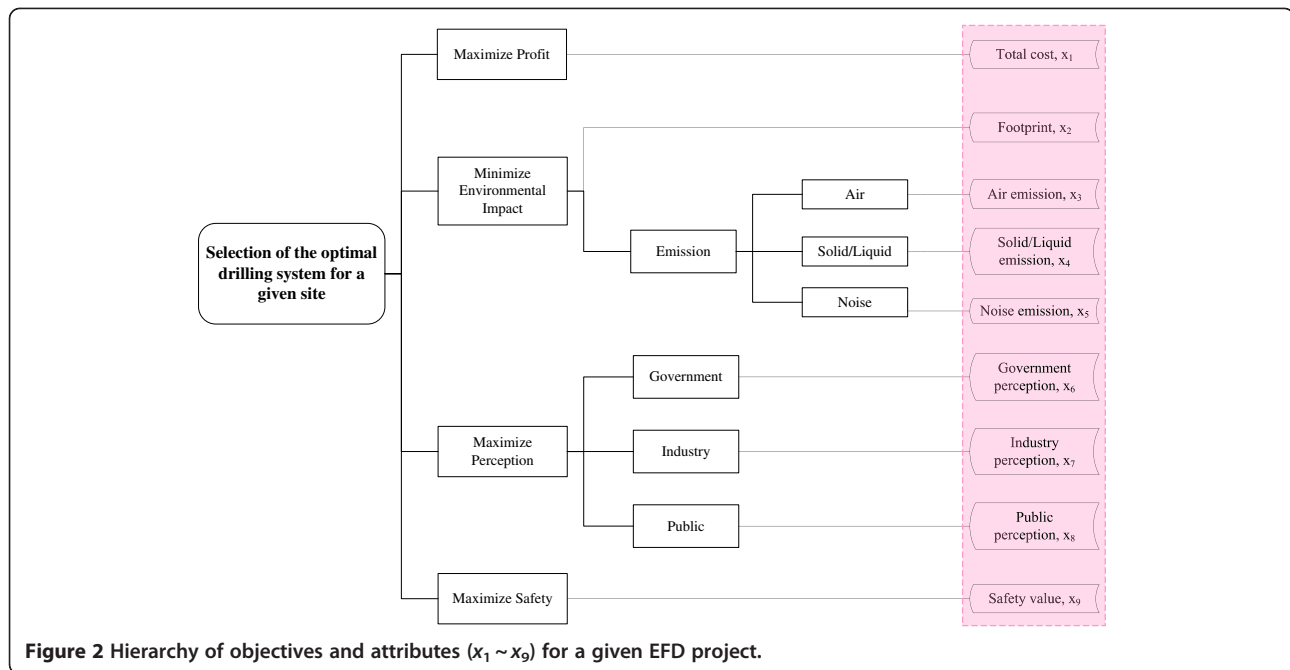 Maximize Profit
Total cost, x₁
Footprint, x₂
Minimize
Environmental
Impact
Air
Air emission, x₃
Selection of the optimal
drilling system for a
given site
Emission
Solid/Liquid
Solid/Liquid
emission, x₄
Noise
Noise emission, x₅
Government
Government
perception, x₆
Maximize
Perception
Industry
Industry
perception, x₇
Public
Public
perception, x₈
Maximize Safety
Safety value, x₉
Figure 2 Hierarchy of objectives and attributes (x₁ ~ x₉) for a given EFD project.